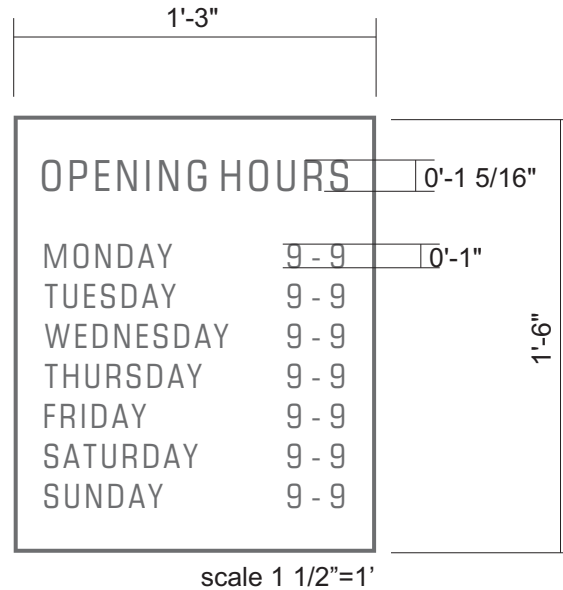 1'-3"
OPENING HOURS 0'-1 5/16"
MONDAY 9 - 9 0'-1"
TUESDAY 9 - 9
WEDNESDAY 9 - 9
THURSDAY 9 - 9
1'-6"
FRIDAY 9 - 9
SATURDAY 9 - 9
SUNDAY 9 - 9
scale 1 1/2”=1’